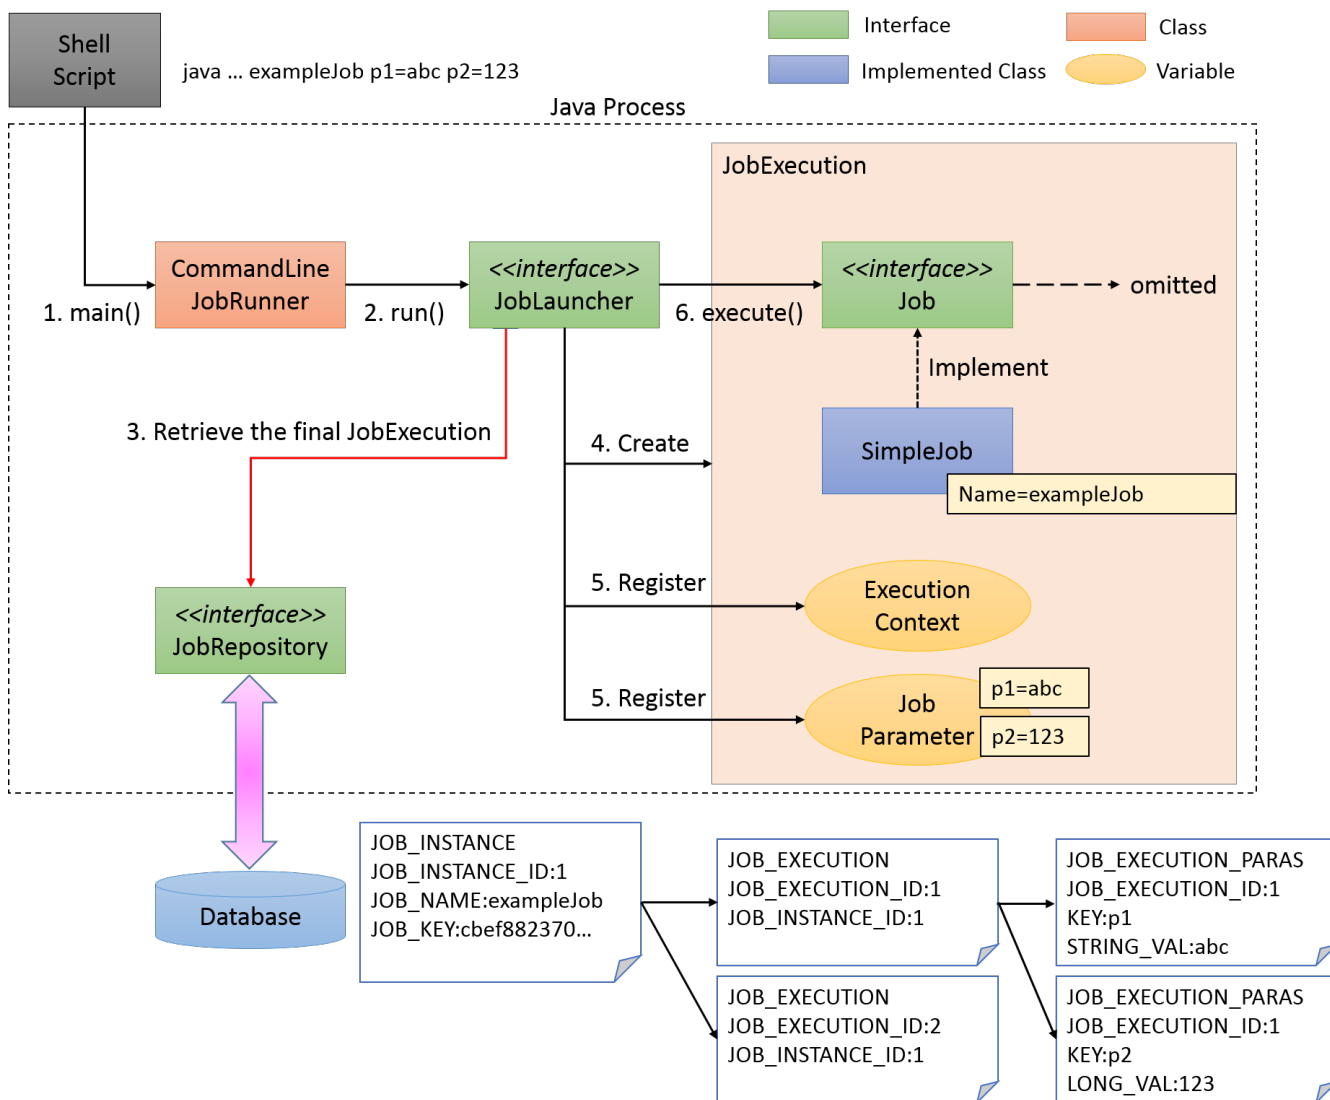 Shell
Script
java ... exampleJob p1=abc p2=123
Interface
Class
Implemented Class
Variable
Java Process
JobExecution
CommandLine
JobRunner
<<interface>>
JobLauncher
<<interface>>
Job
omitted
1. main()
2. run()
6. execute()
Implement
3. Retrieve the final JobExecution
4. Create
SimpleJob
Name=exampleJob
5. Register
Execution
Context
<<interface>>
JobRepository
5. Register
Job
Parameter
p1=abc
p2=123
Database
JOB_INSTANCE
JOB_INSTANCE_ID:1
JOB_NAME:exampleJob
JOB_KEY:cbef882370...
JOB_EXECUTION
JOB_EXECUTION_ID:1
JOB_INSTANCE_ID:1
JOB_EXECUTION_PARAS
JOB_EXECUTION_ID:1
KEY:p1
STRING_VAL:abc
JOB_EXECUTION
JOB_EXECUTION_ID:2
JOB_INSTANCE_ID:1
JOB_EXECUTION_PARAS
JOB_EXECUTION_ID:1
KEY:p2
LONG_VAL:123